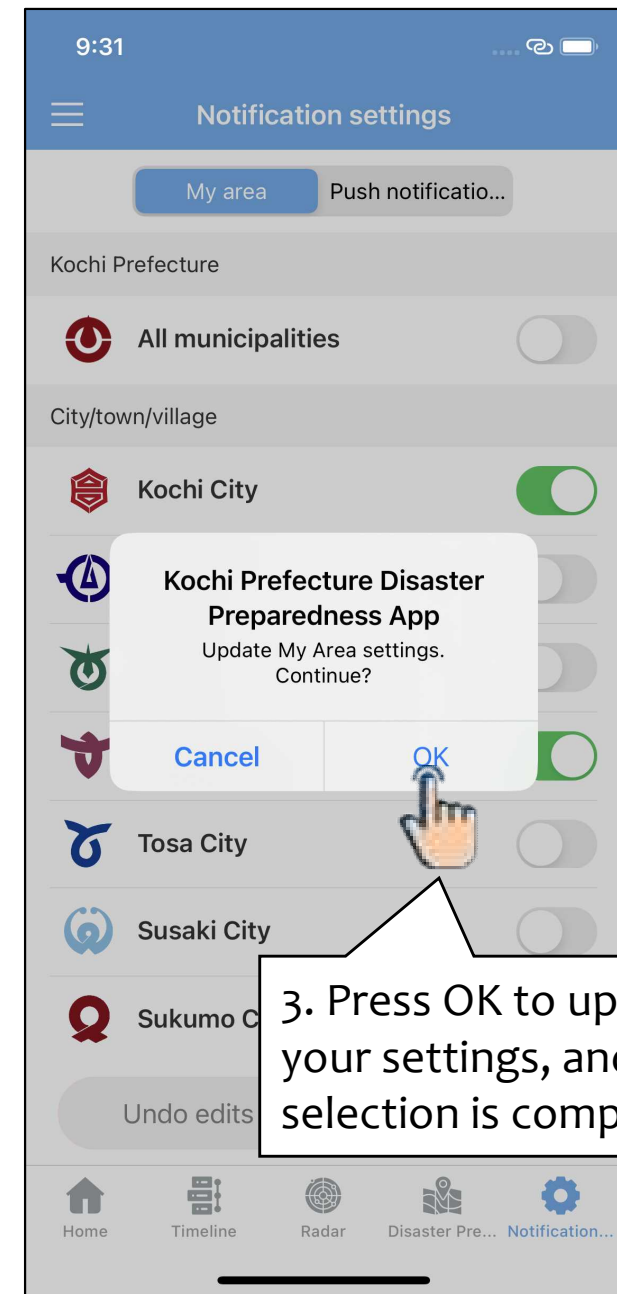 9:31
Notification settings
My area
Push notificatio...
Kochi Prefecture
All municipalities
City/town/village
Kochi City
Kochi Prefecture Disaster
Preparedness App
Update My Area settings.
Continue?
Cancel
OK
Tosa City
Susaki City
Sukumo C
3. Press OK to up
your settings, and
selection is comp
Undo edits
Home
Timeline
Radar
Disaster Pre...
Notification...